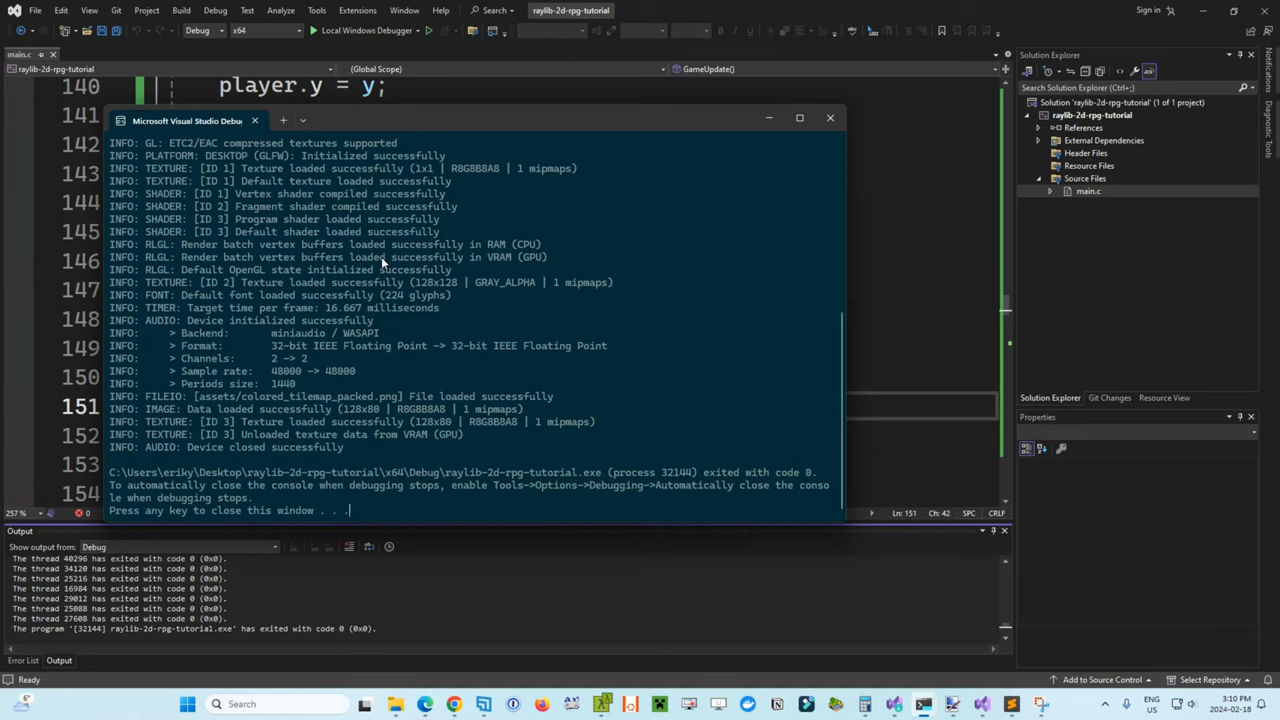 File Edit View Git Project Build Debug Test Analyze Tools Extensions Window Help Search raylib-2d-rpg-tutorial Sign in
Debug x64 Local Windows Debugger
main.c
raylib-2d-rpg-tutorial (Global Scope) GameUpdate()
140 player.y = y;
141
142
143
144
145
146
147
148
149
150
151
152
153
154
Microsoft Visual Studio Debu
INFO: GL: ETC2/EAC compressed textures supported
INFO: PLATFORM: DESKTOP (GLFW): Initialized successfully
INFO: TEXTURE: [ID 1] Texture loaded successfully (1x1 | R8G8B8A8 | 1 mipmaps)
INFO: TEXTURE: [ID 1] Default texture loaded successfully
INFO: SHADER: [ID 1] Vertex shader compiled successfully
INFO: SHADER: [ID 2] Fragment shader compiled successfully
INFO: SHADER: [ID 3] Program shader loaded successfully
INFO: SHADER: [ID 3] Default shader loaded successfully
INFO: RLGL: Render batch vertex buffers loaded successfully in RAM (CPU)
INFO: RLGL: Render batch vertex buffers loaded successfully in VRAM (GPU)
INFO: RLGL: Default OpenGL state initialized successfully
INFO: TEXTURE: [ID 2] Texture loaded successfully (128x128 | GRAY_ALPHA | 1 mipmaps)
INFO: FONT: Default font loaded successfully (224 glyphs)
INFO: TIMER: Target time per frame: 16.667 milliseconds
INFO: AUDIO: Device initialized successfully
INFO: > Backend: miniaudio / WASAPI
INFO: > Format: 32-bit IEEE Floating Point -> 32-bit IEEE Floating Point
INFO: > Channels: 2 -> 2
INFO: > Sample rate: 48000 -> 48000
INFO: > Periods size: 1440
INFO: FILEIO: [assets/colored_tilemap_packed.png] File loaded successfully
INFO: IMAGE: Data loaded successfully (128x80 | R8G8B8A8 | 1 mipmaps)
INFO: TEXTURE: [ID 3] Texture loaded successfully (128x80 | R8G8B8A8 | 1 mipmaps)
INFO: TEXTURE: [ID 3] Unloaded texture data from VRAM (GPU)
INFO: AUDIO: Device closed successfully
C:\Users\eriky\Desktop\raylib-2d-rpg-tutorial\x64\Debug\raylib-2d-rpg-tutorial.exe (process 32144) exited with code 0.
To automatically close the console when debugging stops, enable Tools->Options->Debugging->Automatically close the conso
le when debugging stops.
Press any key to close this window . . .
257 % 0 Ln: 151 Ch: 42 SPC CRLF
Output
Show output from: Debug
The thread 40296 has exited with code 0 (0x0).
The thread 34120 has exited with code 0 (0x0).
The thread 25216 has exited with code 0 (0x0).
The thread 16984 has exited with code 0 (0x0).
The thread 29012 has exited with code 0 (0x0).
The thread 25088 has exited with code 0 (0x0).
The thread 27608 has exited with code 0 (0x0).
The program '[32144] raylib-2d-rpg-tutorial.exe' has exited with code 0 (0x0).
Error List Output
Solution Explorer
Search Solution Explorer (Ctrl+;)
Solution 'raylib-2d-rpg-tutorial' (1 of 1 project)
raylib-2d-rpg-tutorial
References
External Dependencies
Header Files
Resource Files
Source Files
main.c
Solution Explorer Git Changes Resource View
Properties
Notifications
Diagnostic Tools
Ready Add to Source Control Select Repository
6° Search ENG US 3:10 PM 2024-02-18